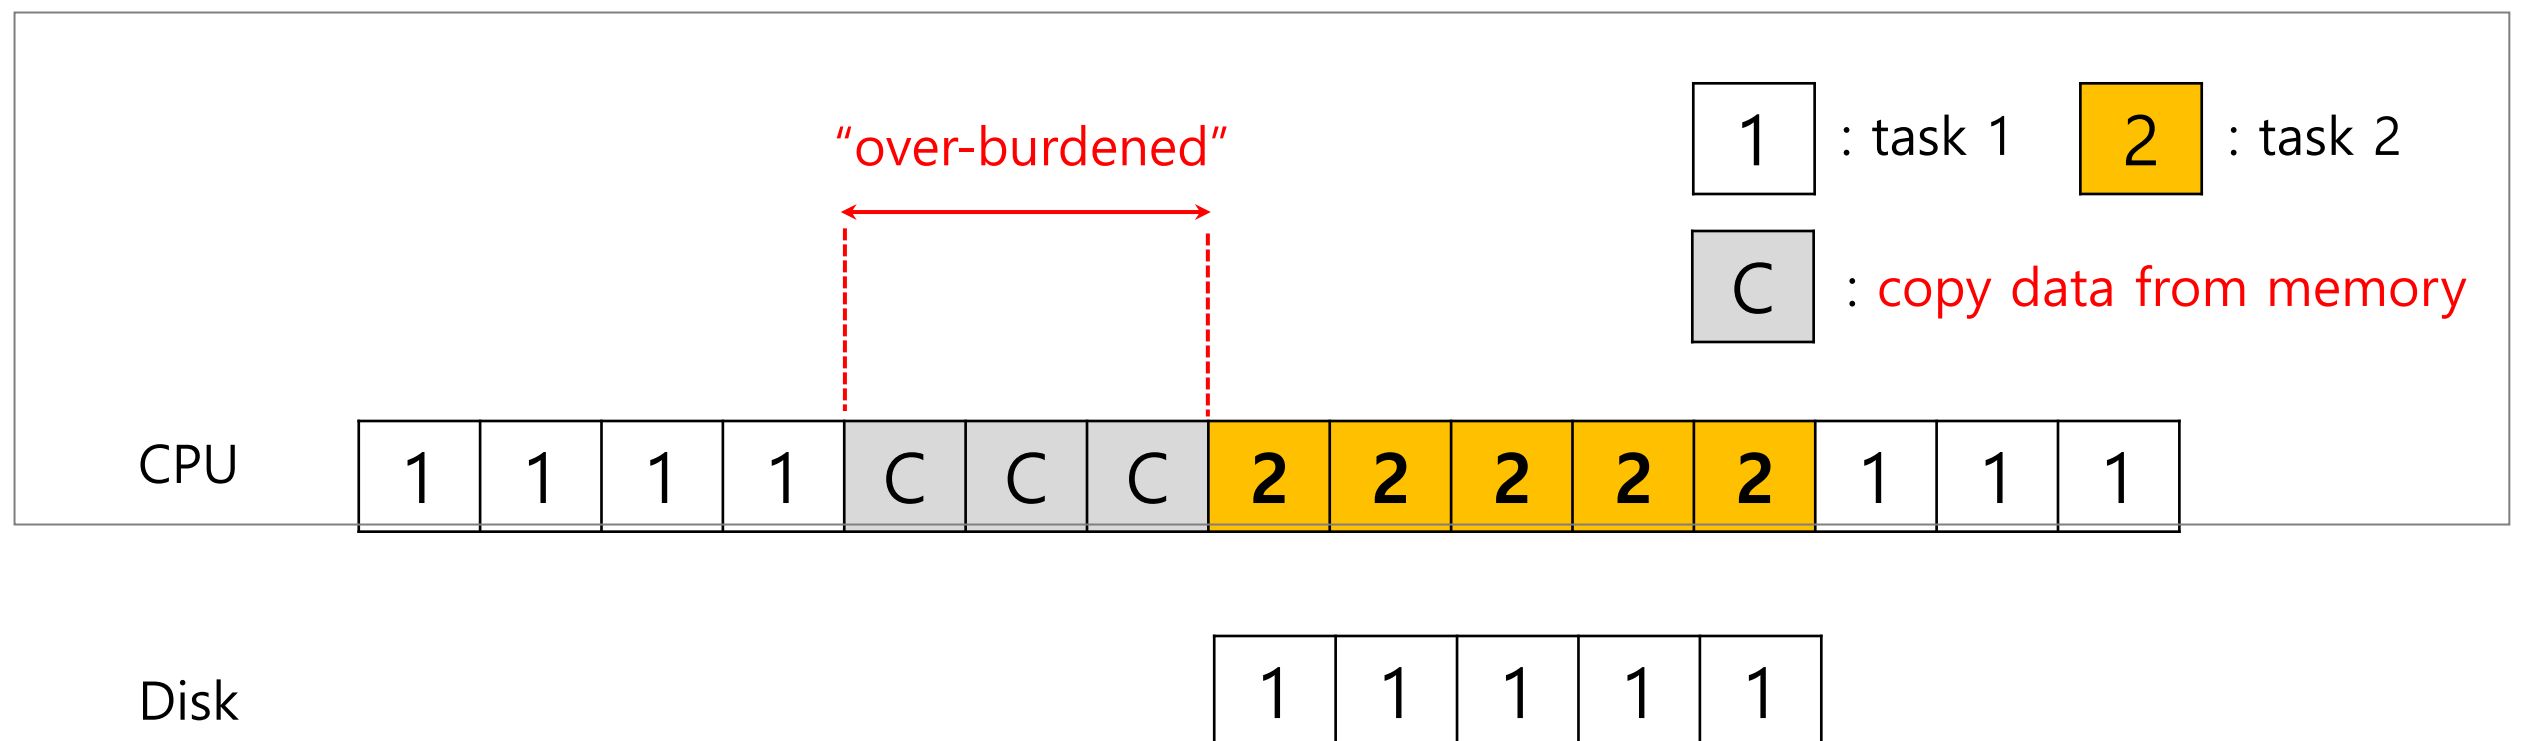 1 : task 1 2 : task 2
“over-burdened”
C : copy data from memory
CPU 1 1 1 1 C C C 2 2 2 2 2 1 1 1
Disk 1 1 1 1 1